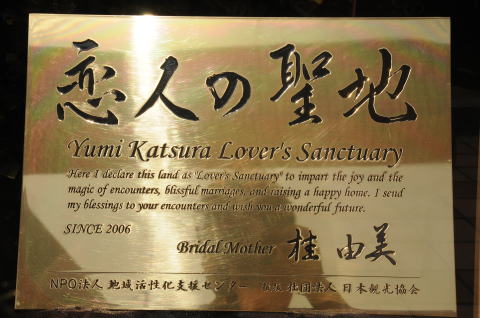 恋人の聖地
Yumi Katsura Lover's Sanctuary
Here I declare this land as 'Lover's Sanctuary' to impart the joy and the
magic of encounters, blissful marriages, and raising a happy home. I send
my blessings to your encounters and wish you a wonderful future.
SINCE 2006
Bridal Mother 桂 由美
NPO法人 地域活性化支援センター 社団法人 日本観光協会